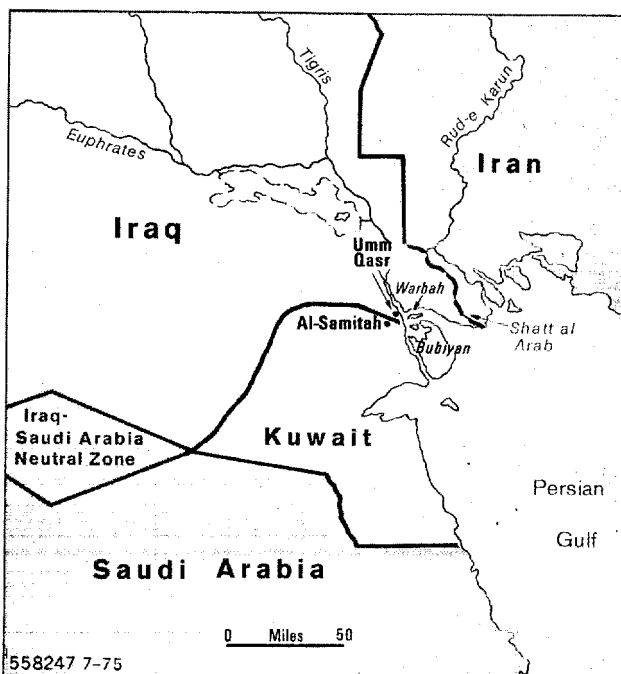 Tigris
Euphrates
Rud-e Karun
Iran
Iraq
Umm
Qasr
Warbah
Al-Samitah
Bubiyan
Shatt al
Arab
Iraq-
Saudi Arabia
Neutral Zone
Kuwait
Persian
Gulf
Saudi Arabia
0 Miles 50
558247 7-75